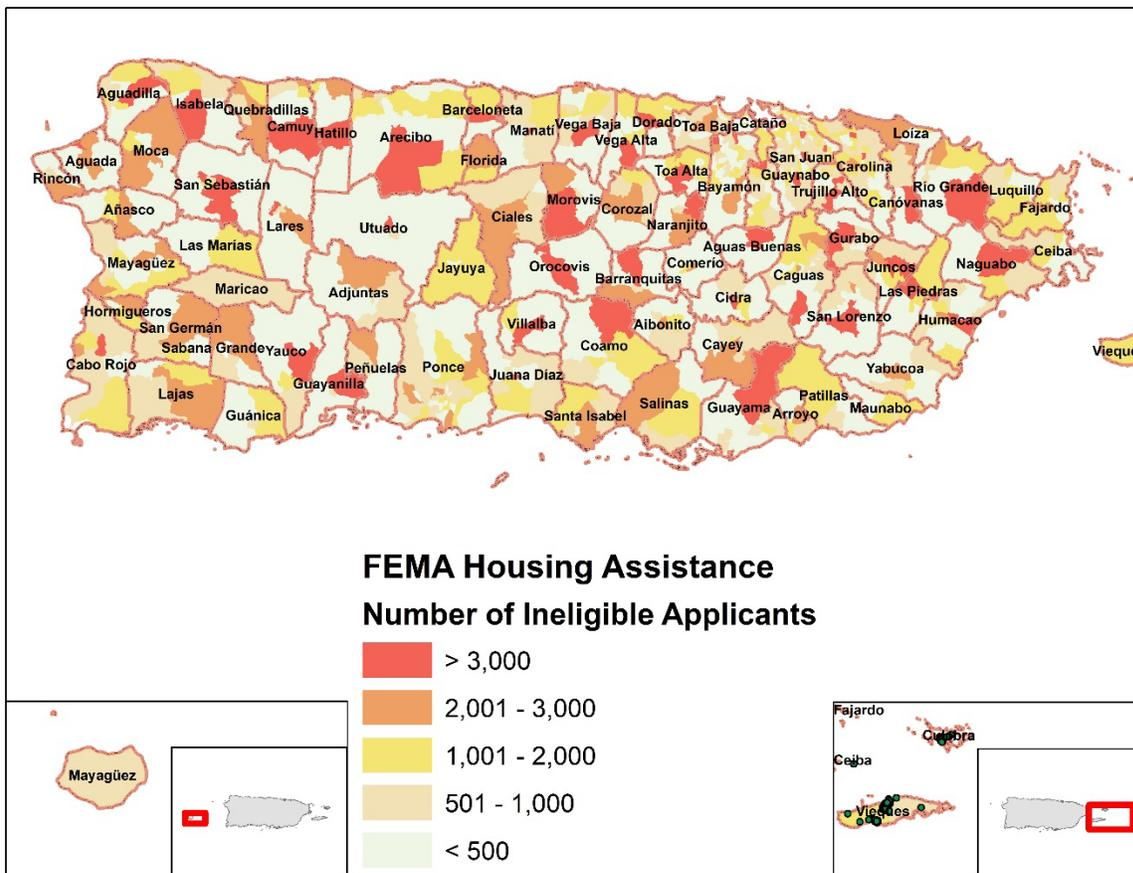 Aguadilla
Isabela
Quebradillas
Camuy
Hatillo
Arecibo
Barceloneta
Manatí
Vega Baja
Vega Alta
Dorado
Toa Baja
Cataño
Loíza
Moca
Aguada
Rincón
San Sebastián
Florida
Toa Alta
Bayamón
San Juan
Guaynabo
Trujillo Alto
Carolina
Canóvanas
Río Grande
Luquillo
Fajardo
Añasco
Lares
Utuado
Ciales
Morovis
Corozal
Naranjito
Las Marías
Mayagüez
Jayuya
Orocovis
Barranquitas
Comerío
Aguas Buenas
Gurabo
Caguas
Juncos
Las Piedras
Naguabo
Ceiba
Maricao
Adjuntas
Cidra
San Lorenzo
Humacao
Hormigueros
San Germán
Sabana Grande
Yauco
Villalba
Coamo
Aibonito
Cayey
Cabo Rojo
Guayanilla
Peñuelas
Ponce
Juana Díaz
Yabucoa
Lajas
Guánica
Santa Isabel
Salinas
Guayama
Arroyo
Patillas
Maunabo
Viequ
FEMA Housing Assistance
Number of Ineligible Applicants
> 3,000
2,001 - 3,000
1,001 - 2,000
501 - 1,000
< 500
Mayagüez
Fajardo
Culebra
Ceiba
Vieques